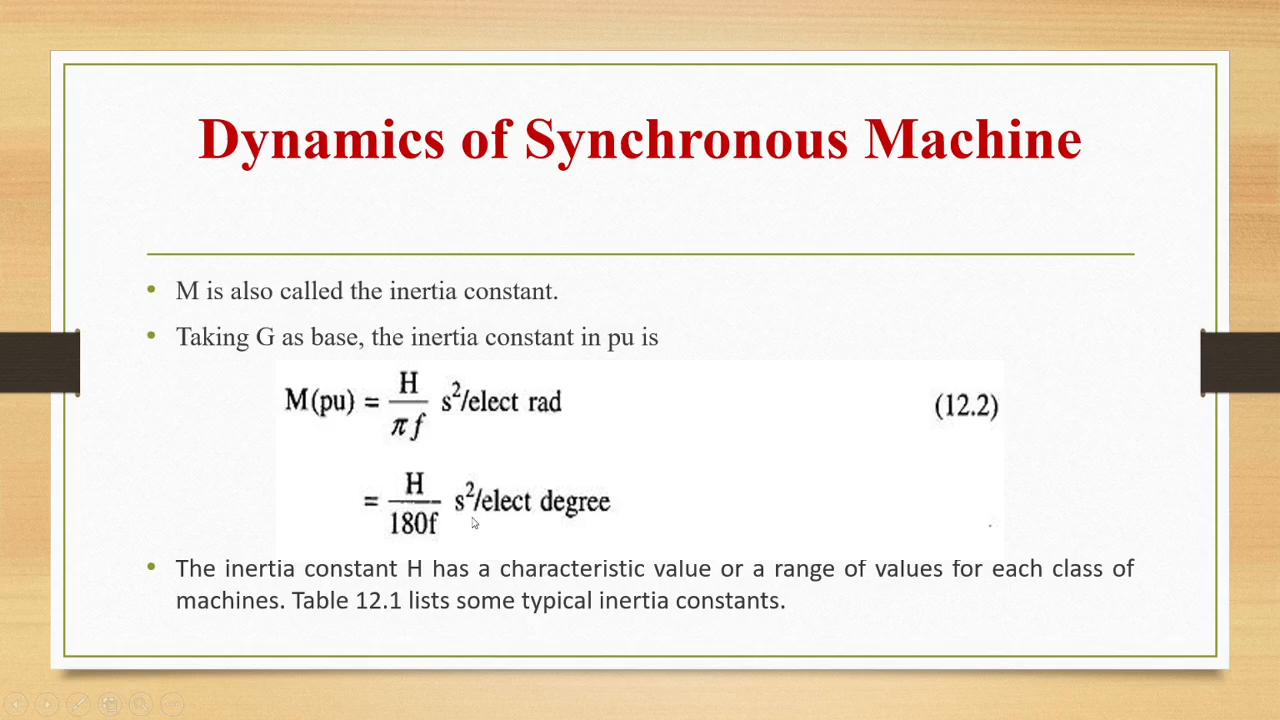 Dynamics of Synchronous Machine
• M is also called the inertia constant.
• Taking G as base, the inertia constant in pu is
M(pu) = H/πf s²/elect rad (12.2)
= H/180f s²/elect degree
• The inertia constant H has a characteristic value or a range of values for each class of
machines. Table 12.1 lists some typical inertia constants.